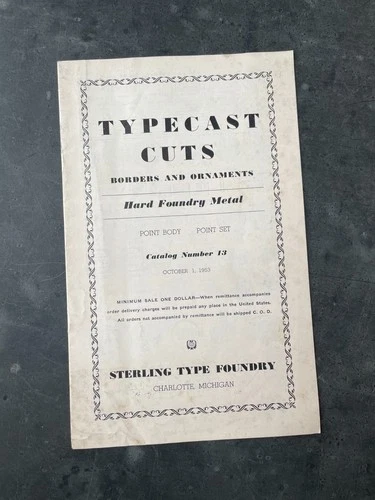 TYPECAST
CUTS
BORDERS AND ORNAMENTS
Hard Foundry Metal
POINT BODY POINT SET
Catalog Number 13
OCTOBER 1, 1953
MINIMUM SALE ONE DOLLAR—When remittance accompanies
order delivery charges will be prepaid any place in the United States.
All orders not accompanied by remittance will be shipped C. O. D.
STERLING TYPE FOUNDRY
CHARLOTTE, MICHIGAN